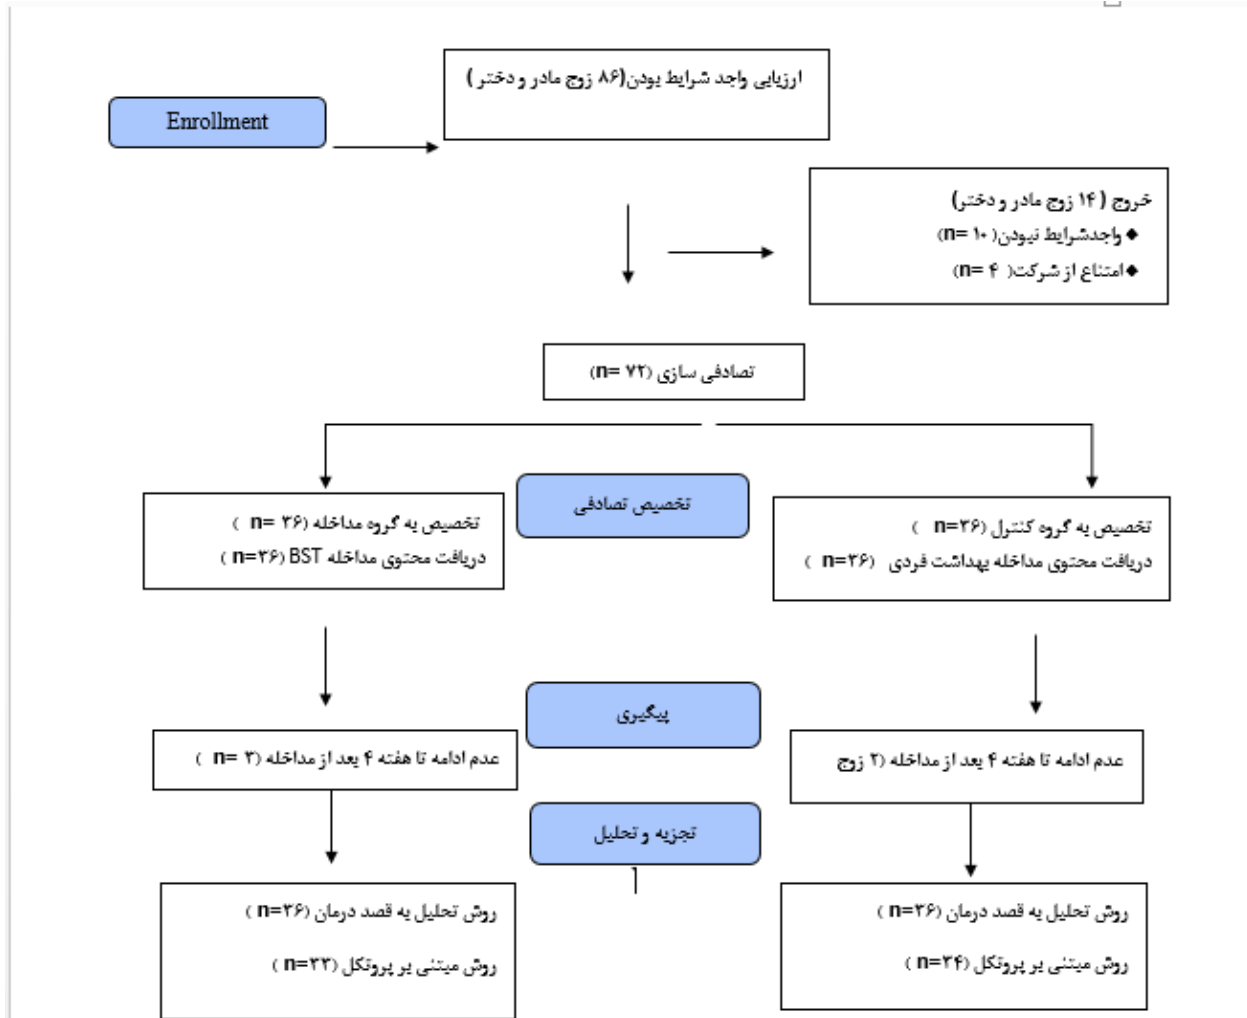 ارزیابی واجد شرایط بودن(۸۶ زوج مادر و دختر )
Enrollment
خروج ( ۱۴ زوج مادر و دختر)
◆ واجدشرایط نبودن( n= ۱۰)
◆امتناع از شرکت( n= ۴)
تصادفی سازی (n= ۷۲)
تخصیص تصادفی
تخصیص به گروه کنترل (n=۳۶ )
دریافت محتوی مداخله بهداشت فردی (n=۳۶ )
تخصیص به گروه مداخله (n= ۳۶ )
دریافت محتوی مداخله BST (n=۳۶ )
پیگیری
عدم ادامه تا هفته ۴ بعد از مداخله (۲ زوج
عدم ادامه تا هفته ۴ بعد از مداخله (n= ۳ )
تجزیه و تحلیل
روش تحلیل به قصد درمان (n=۳۶ )
روش مبتنی بر پروتکل (n=۳۴ )
روش تحلیل به قصد درمان (n=۳۶ )
روش مبتنی بر پروتکل (n=۳۳ )